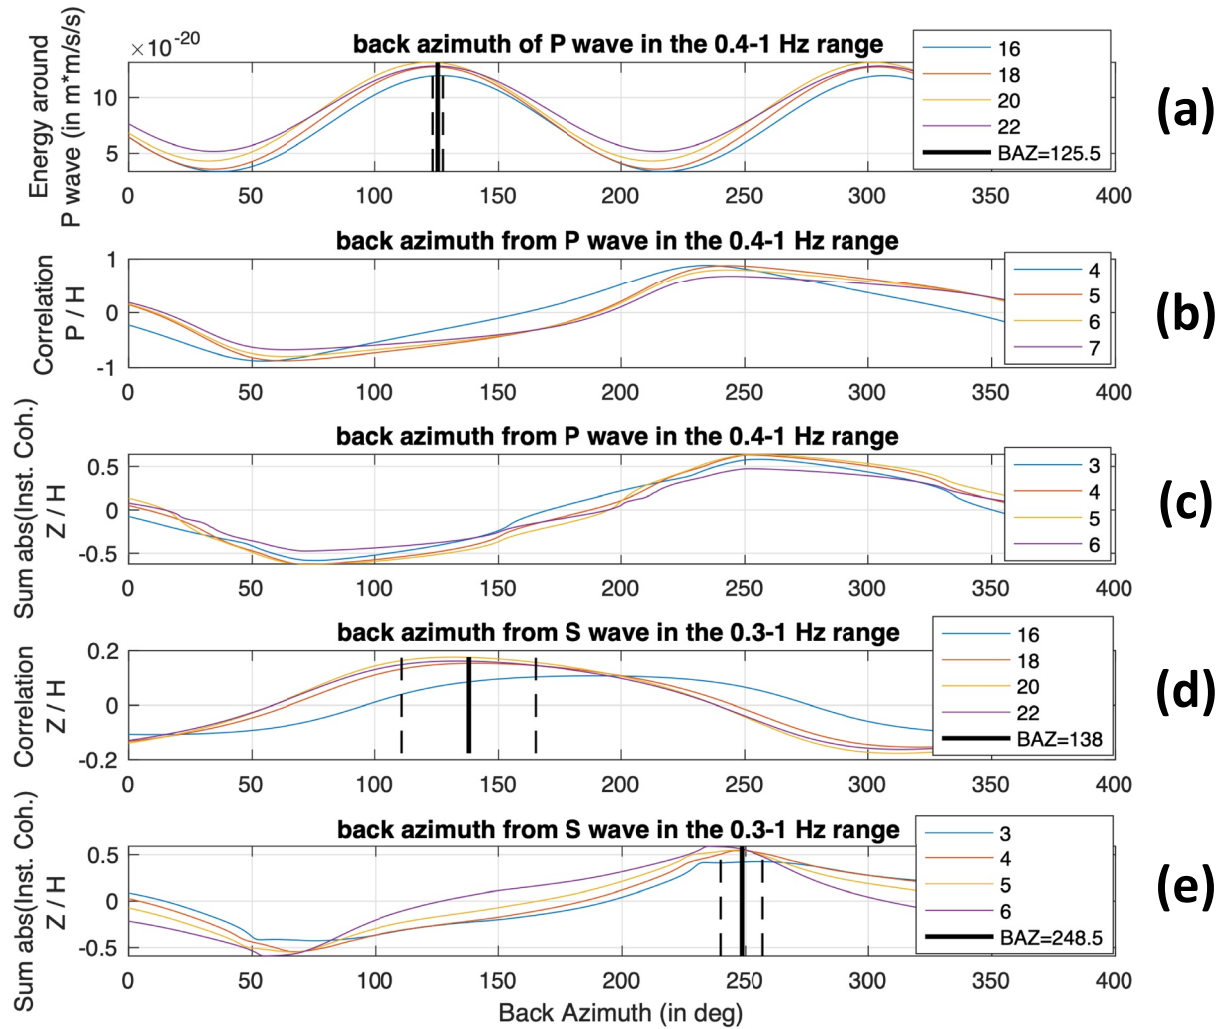 back azimuth of P wave in the 0.4-1 Hz range
×10-20
Energy around
P wave (in m*m/s/s)
10
5
0 50 100 150 200 250 300 350 400
16
18
20
22
BAZ=125.5
(a)
back azimuth from P wave in the 0.4-1 Hz range
Correlation
P / H
1
0
-1
0 50 100 150 200 250 300 350 400
4
5
6
7
(b)
back azimuth from P wave in the 0.4-1 Hz range
Sum abs(Inst. Coh.)
Z / H
0.5
0
-0.5
0 50 100 150 200 250 300 350 400
3
4
5
6
(c)
back azimuth from S wave in the 0.3-1 Hz range
Correlation
Z / H
0.2
0
-0.2
0 50 100 150 200 250 300 350 400
16
18
20
22
BAZ=138
(d)
back azimuth from S wave in the 0.3-1 Hz range
Sum abs(Inst. Coh.)
Z / H
0.5
0
-0.5
0 50 100 150 200 250 300 350 400
3
4
5
6
BAZ=248.5
(e)
Back Azimuth (in deg)